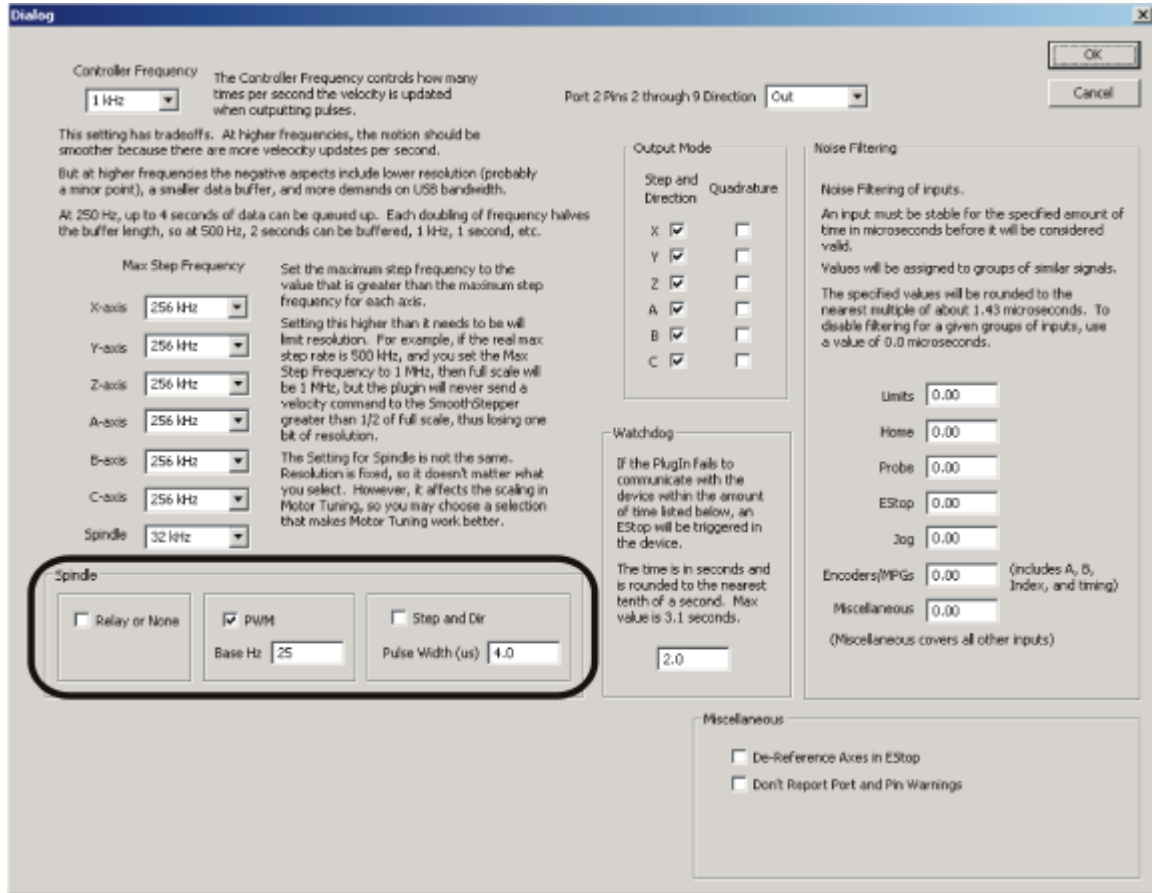 Dialog
OK
Cancel
Controller Frequency
1 kHz
The Controller Frequency controls how many
times per second the velocity is updated
when outputting pulses.
Port 2 Pins 2 through 9 Direction
Out
This setting has tradeoffs. At higher frequencies, the motion should be
smoother because there are more veleocity updates per second.
But at higher frequencies the negative aspects include lower resolution (probably
a minor point), a smaller data buffer, and more demands on USB bandwidth.
At 250 Hz, up to 4 seconds of data can be queued up. Each doubling of frequency halves
the buffer length, so at 500 Hz, 2 seconds can be buffered, 1 kHz, 1 second, etc.
Max Step Frequency
X-axis 256 kHz
Y-axis 256 kHz
Z-axis 256 kHz
A-axis 256 kHz
B-axis 256 kHz
C-axis 256 kHz
Spindle 32 kHz
Set the maximum step frequency to the
value that is greater than the maximum step
frequency for each axis.
Setting this higher than it needs to be will
limit resolution. For example, if the real max
step rate is 500 kHz, and you set the Max
Step Frequency to 1 MHz, then full scale will
be 1 MHz, but the plugin will never send a
velocity command to the SmoothStepper
greater than 1/2 of full scale, thus losing one
bit of resolution.
The Setting for Spindle is not the same.
Resolution is fixed, so it doesn't matter what
you select. However, it affects the scaling in
Motor Tuning, so you may choose a selection
that makes Motor Tuning work better.
Spindle
Relay or None
PWM
Base Hz 25
Step and Dir
Pulse Width (us) 4.0
Output Mode
Step and
Direction
Quadrature
X
Y
Z
A
B
C
Watchdog
If the PlugIn fails to
communicate with the
device within the amount
of time listed below, an
EStop will be triggered in
the device.
The time is in seconds and
is rounded to the nearest
tenth of a second. Max
value is 3.1 seconds.
2.0
Noise Filtering
Noise Filtering of inputs.
An input must be stable for the specified amount of
time in microseconds before it will be considered
valid.
Values will be assigned to groups of similar signals.
The specified values will be rounded to the
nearest multiple of about 1.43 microseconds. To
disable filtering for a given groups of inputs, use
a value of 0.0 microseconds.
Limits 0.00
Home 0.00
Probe 0.00
EStop 0.00
Jog 0.00
Encoders/MPGs 0.00 (includes A, B,
Index, and timing)
Miscellaneous 0.00
(Miscellaneous covers all other inputs)
Miscellaneous
De-Reference Axes in EStop
Don't Report Port and Pin Warnings